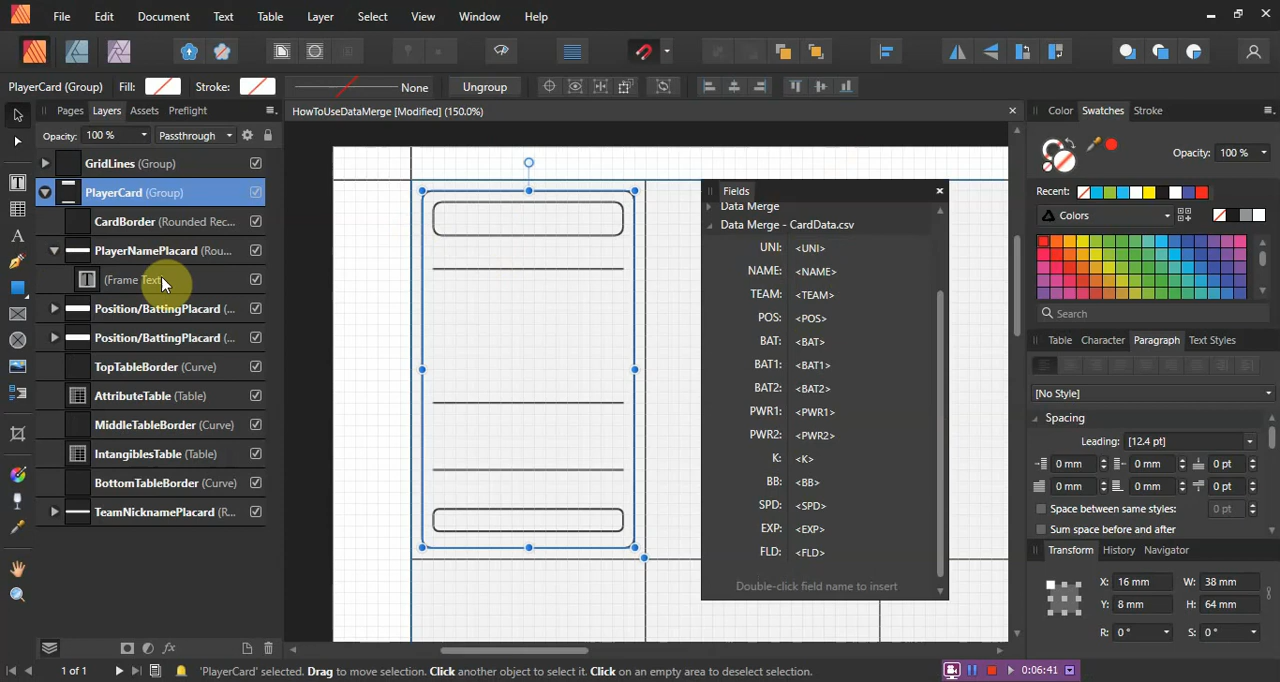 File Edit Document Text Table Layer Select View Window Help
PlayerCard (Group) Fill: Stroke: None Ungroup
Pages Layers Assets Preflight
HowToUseDataMerge [Modified] (150.0%)
Color Swatches Stroke
Opacity: 100 % Passthrough
Opacity: 100 %
GridLines (Group)
PlayerCard (Group)
CardBorder (Rounded Rec...
PlayerNamePlacard (Rou...
(Frame Text)
Position/BattingPlacard (...
Position/BattingPlacard (...
TopTableBorder (Curve)
AttributeTable (Table)
MiddleTableBorder (Curve)
IntangiblesTable (Table)
BottomTableBorder (Curve)
TeamNicknamePlacard (R...
Fields
Data Merge
Data Merge - CardData.csv
UNI: <UNI>
NAME: <NAME>
TEAM: <TEAM>
POS: <POS>
BAT: <BAT>
BAT1: <BAT1>
BAT2: <BAT2>
PWR1: <PWR1>
PWR2: <PWR2>
K: <K>
BB: <BB>
SPD: <SPD>
EXP: <EXP>
FLD: <FLD>
Double-click field name to insert
Recent:
Colors
Search
Table Character Paragraph Text Styles
[No Style]
Spacing
Leading: [12.4 pt]
0 mm 0 mm 0 pt
0 mm 0 mm 0 pt
Space between same styles: 0 pt
Sum space before and after
Transform History Navigator
X: 16 mm W: 38 mm
Y: 8 mm H: 64 mm
R: 0° S: 0°
1 of 1
'PlayerCard' selected. Drag to move selection. Click another object to select it. Click on an empty area to deselect selection.
0:06:41